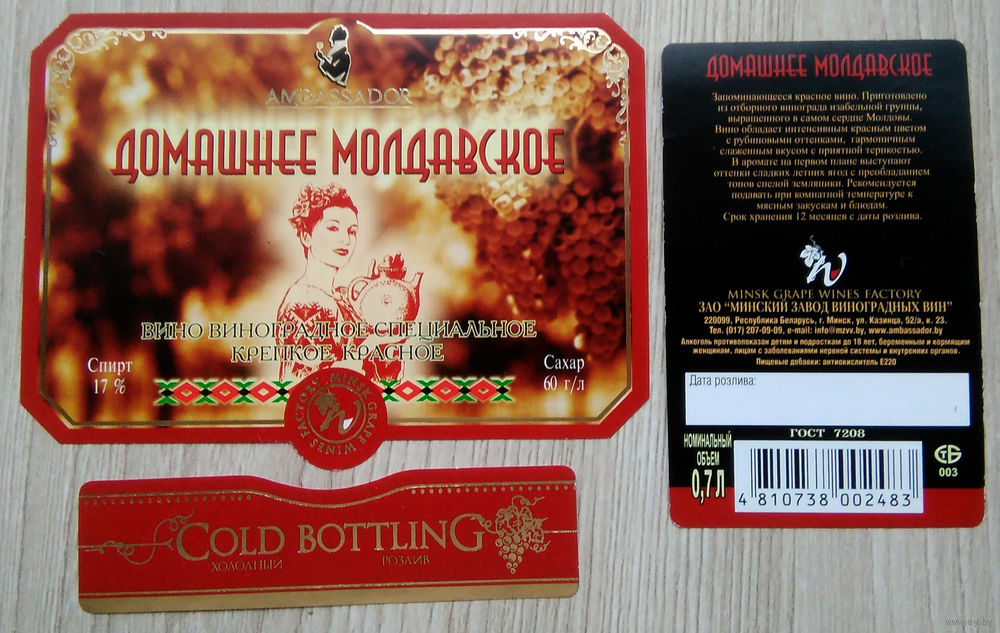 AMBASSADOR
ДОМАШНЕЕ МОЛДАВСКОЕ
ВИНО ВИНОГРАДНОЕ СПЕЦИАЛЬНОЕ
КРЕПКОЕ, КРАСНОЕ
Спирт
17 %
Сахар
60 г/л
MINSK GRAPE WINES FACTORY
COLD BOTTLING
ХОЛОДНЫЙ РОЗЛИВ
ДОМАШНЕЕ МОЛДАВСКОЕ
Запоминающееся красное вино. Приготовлено
из отборного винограда изабельной группы,
выращенного в самом сердце Молдовы.
Вино обладает интенсивным красным цветом
с рубиновыми оттенками, гармоничным
слаженным вкусом с приятной терпкостью.
В аромате на первом плане выступают
оттенки сладких летних ягод с преобладанием
тонов спелой земляники. Рекомендуется
подавать при комнатной температуре к
мясным закускам и блюдам.
Срок хранения 12 месяцев с даты розлива.
MINSK GRAPE WINES FACTORY
ЗАО "МИНСКИЙ ЗАВОД ВИНОГРАДНЫХ ВИН"
220099, Республика Беларусь, г. Минск, ул. Казинца, 52/а, к. 23.
Тел. (017) 207-09-09, e-mail: info@mzvv.by, www.ambassador.by
Алкоголь противопоказан детям и подросткам до 18 лет, беременным и кормящим
женщинам, лицам с заболеваниями нервной системы и внутренних органов.
Пищевые добавки: антиокислитель Е220
Дата розлива:
ГОСТ 7208
НОМИНАЛЬНЫЙ
ОБЪЕМ
0,7 Л
4 810738 002483
СТБ
003
www.ay.by